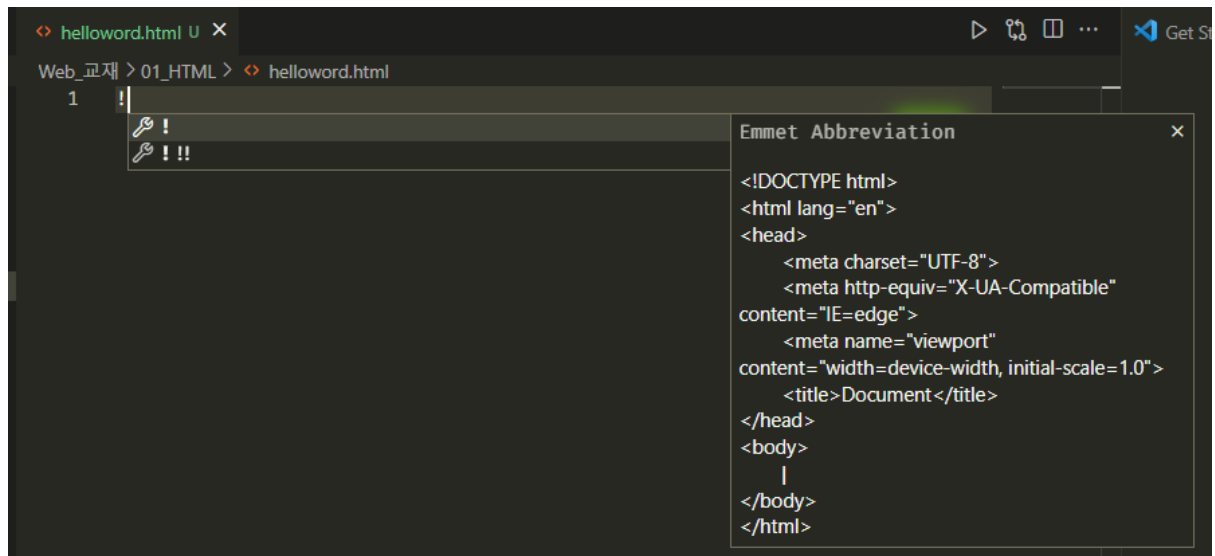 helloword.html U ×
Get St
Web_교재 > 01_HTML > helloword.html
1 !
!
!!!
Emmet Abbreviation ×
<!DOCTYPE html>
<html lang="en">
<head>
<meta charset="UTF-8">
<meta http-equiv="X-UA-Compatible"
content="IE=edge">
<meta name="viewport"
content="width=device-width, initial-scale=1.0">
<title>Document</title>
</head>
<body>
|
</body>
</html>